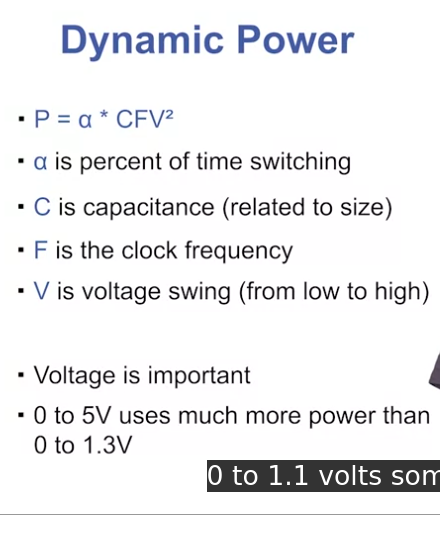 Dynamic Power
▪ P = α * CFV²
▪ α is percent of time switching
▪ C is capacitance (related to size)
▪ F is the clock frequency
▪ V is voltage swing (from low to high)
▪ Voltage is important
▪ 0 to 5V uses much more power than
0 to 1.3V
0 to 1.1 volts som